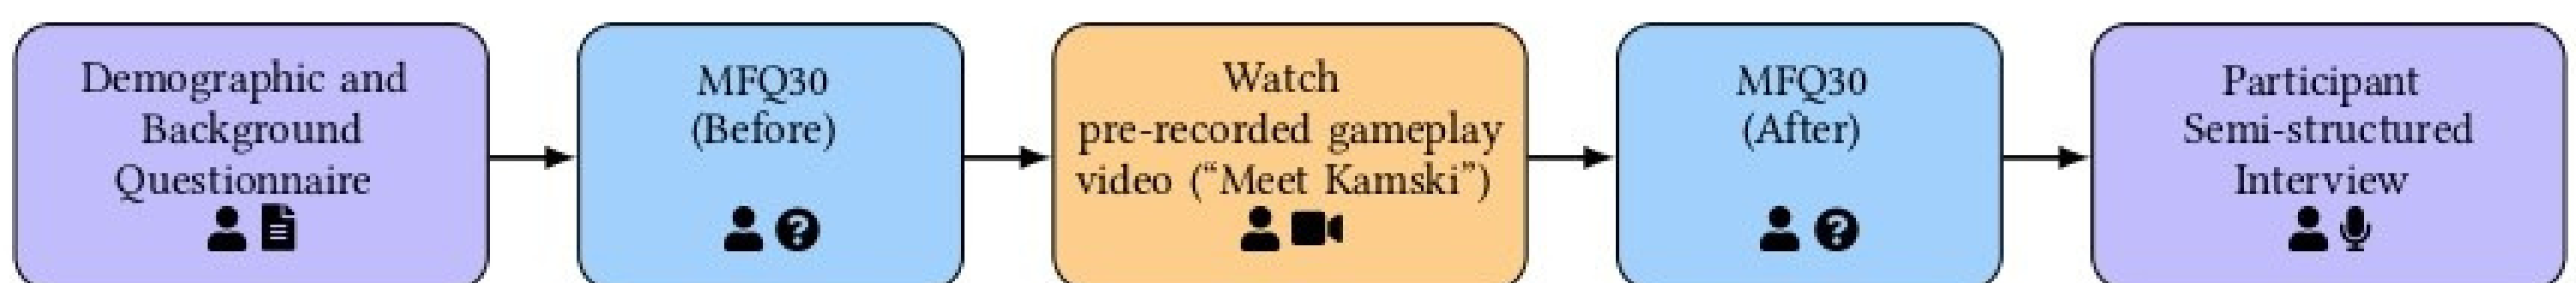 Demographic and
Background
Questionnaire
MFQ30
(Before)
Watch
pre-recorded gameplay
video (“Meet Kamski”)
MFQ30
(After)
Participant
Semi-structured
Interview